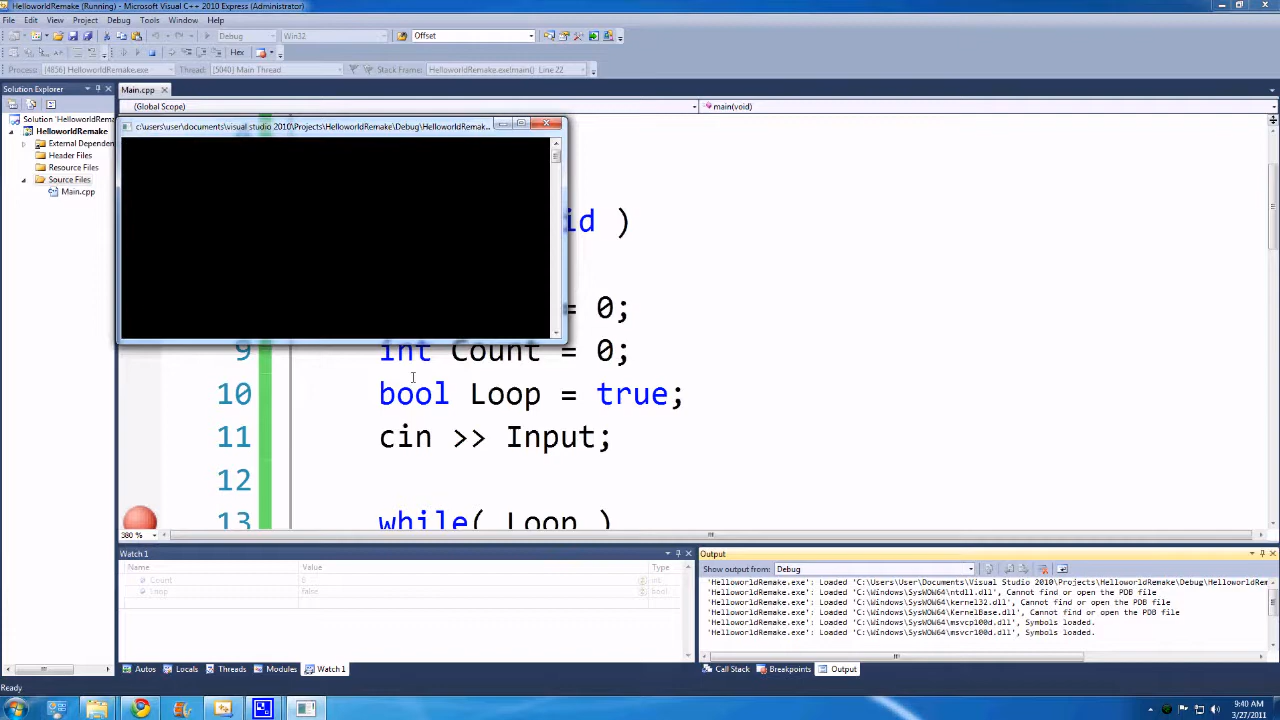 HelloworldRemake (Running) - Microsoft Visual C++ 2010 Express (Administrator)
File Edit View Project Debug Tools Window Help
Debug Win32 Offset
Hex
Process: [4856] HelloworldRemake.exe Thread: [5040] Main Thread Stack Frame: HelloworldRemake.exe!main() Line 22
Solution Explorer
Main.cpp
(Global Scope) main(void)
Solution 'HelloworldRem
HelloworldRemake
External Dependen
Header Files
Resource Files
Source Files
Main.cpp
c:\users\user\documents\visual studio 2010\Projects\HelloworldRemake\Debug\HelloworldRemak...
id )
= 0;
9 int Count = 0;
10 bool Loop = true;
11 cin >> Input;
12
13 while( Loop )
380 %
Watch 1
Name Value Type
Count 0 int
Loop false bool
Autos Locals Threads Modules Watch 1
Output
Show output from: Debug
'HelloworldRemake.exe': Loaded 'C:\Users\User\Documents\Visual Studio 2010\Projects\HelloworldRemake\Debug\HelloworldRem
'HelloworldRemake.exe': Loaded 'C:\Windows\SysWOW64\ntdll.dll', Cannot find or open the PDB file
'HelloworldRemake.exe': Loaded 'C:\Windows\SysWOW64\kernel32.dll', Cannot find or open the PDB file
'HelloworldRemake.exe': Loaded 'C:\Windows\SysWOW64\KernelBase.dll', Cannot find or open the PDB file
'HelloworldRemake.exe': Loaded 'C:\Windows\SysWOW64\msvcp100d.dll', Symbols loaded.
'HelloworldRemake.exe': Loaded 'C:\Windows\SysWOW64\msvcr100d.dll', Symbols loaded.
Call Stack Breakpoints Output
Ready
9:40 AM
3/27/2011